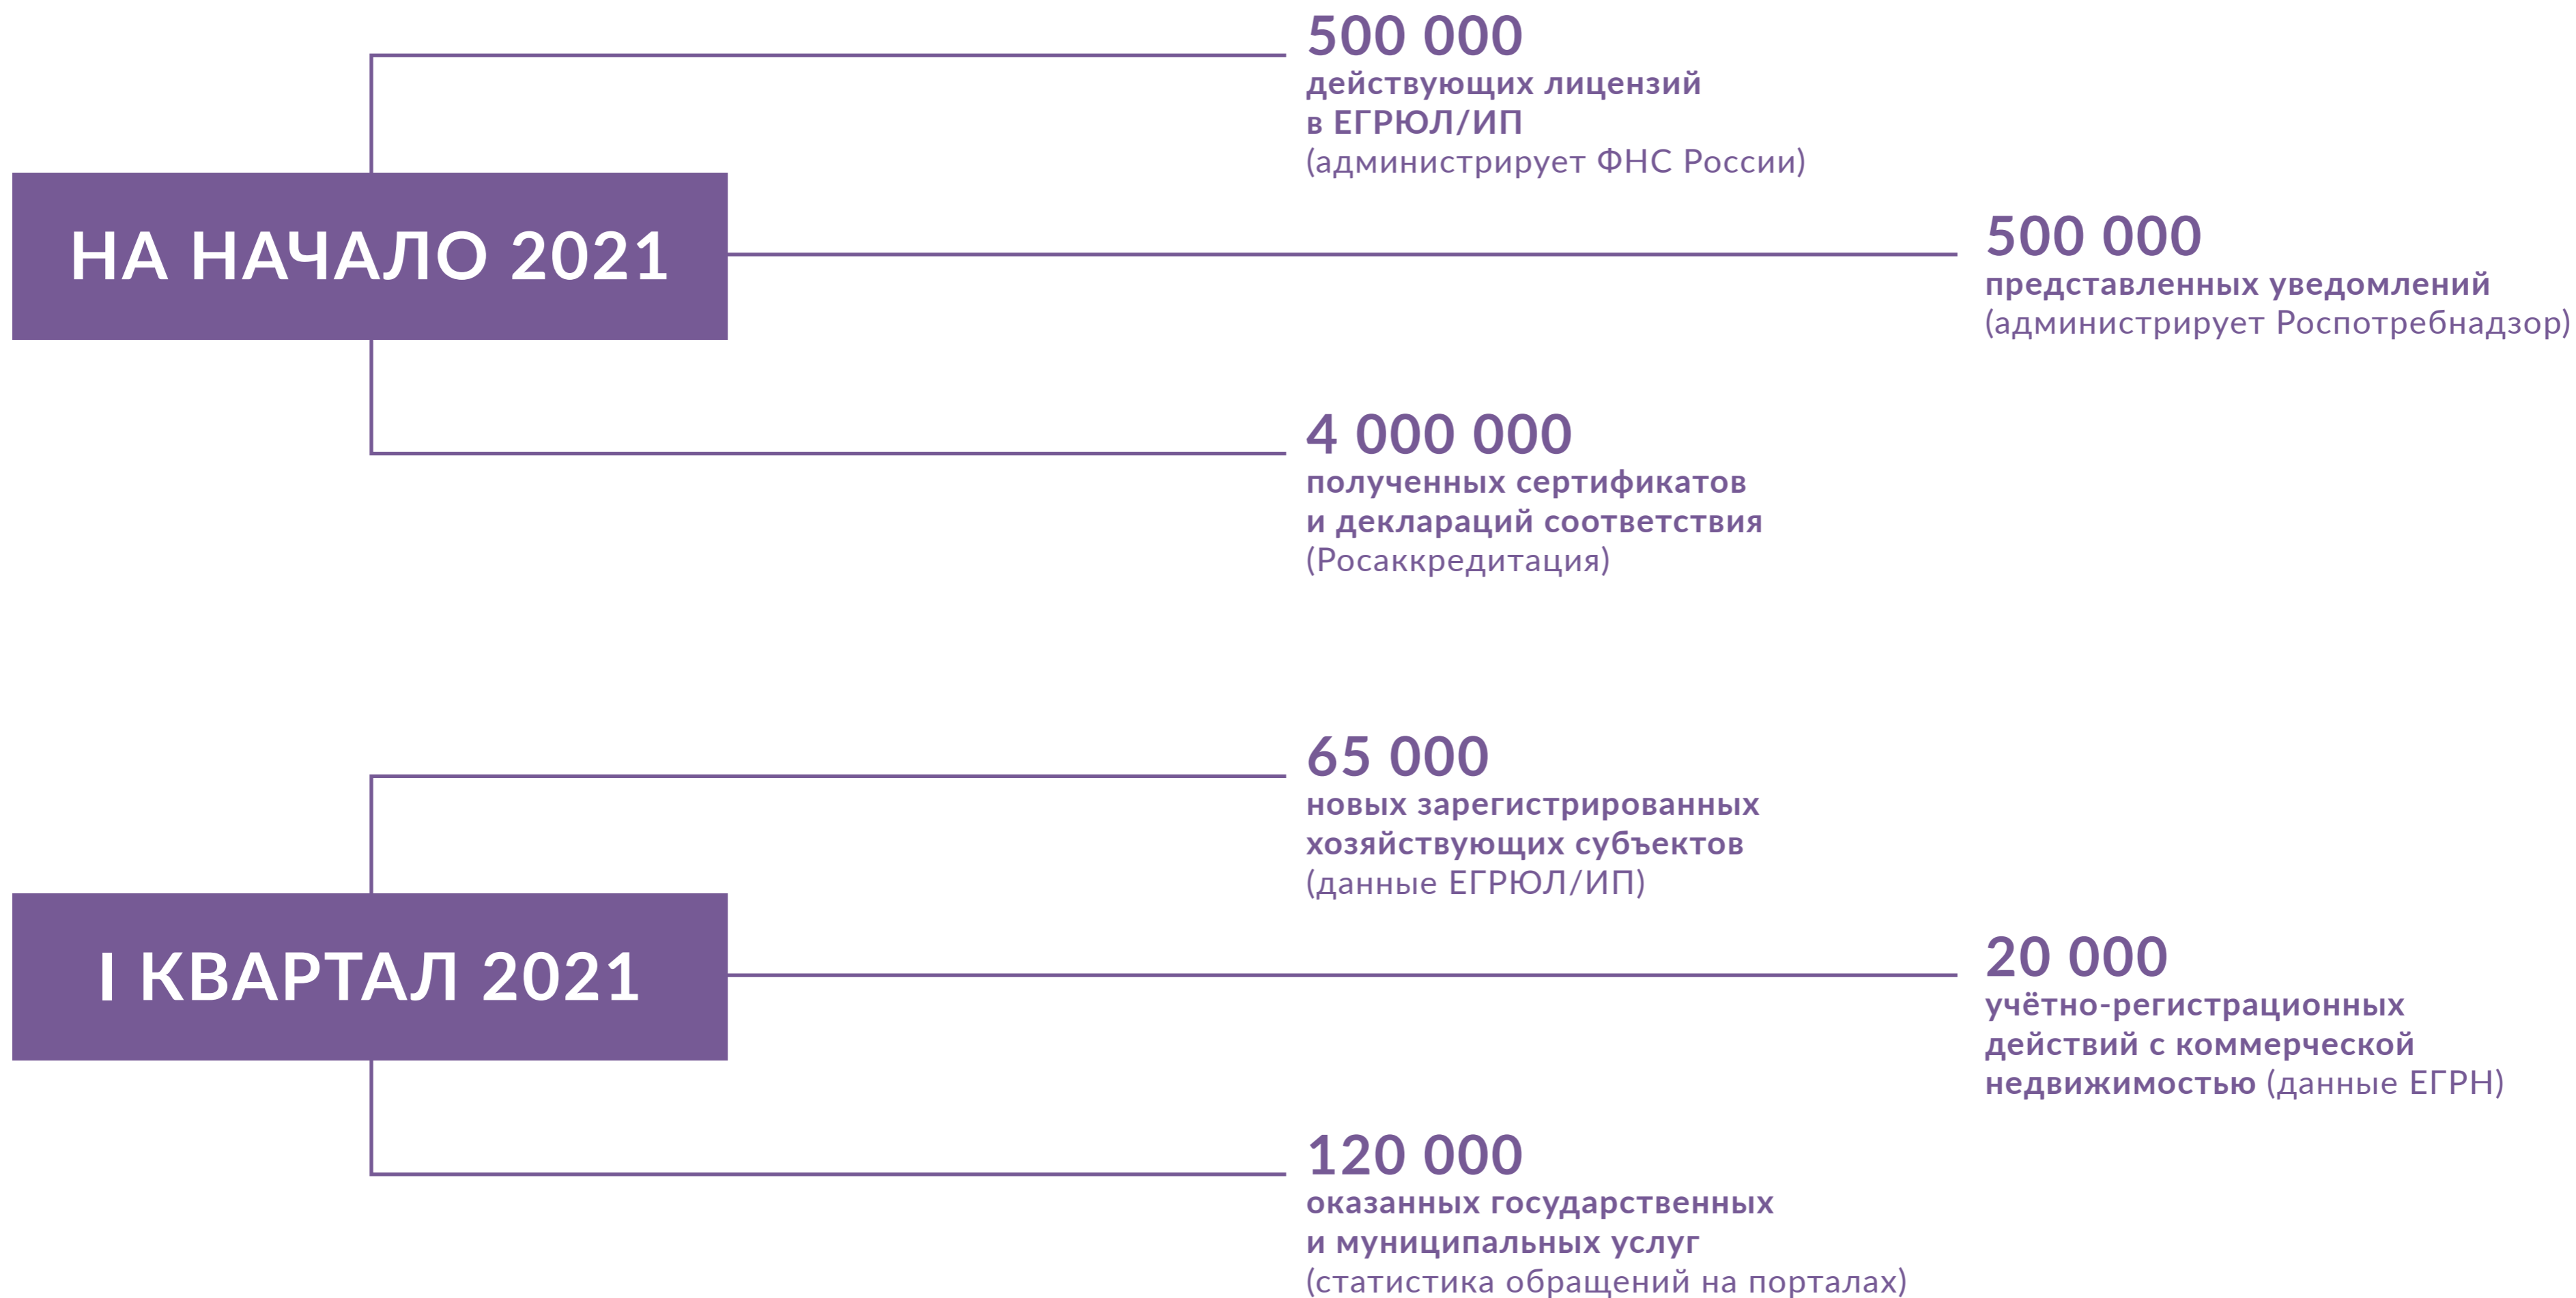 НА НАЧАЛО 2021
500 000
действующих лицензий
в ЕГРЮЛ/ИП
(администрирует ФНС России)
500 000
представленных уведомлений
(администрирует Роспотребнадзор)
4 000 000
полученных сертификатов
и деклараций соответствия
(Росаккредитация)
I КВАРТАЛ 2021
65 000
новых зарегистрированных
хозяйствующих субъектов
(данные ЕГРЮЛ/ИП)
20 000
учётно-регистрационных
действий с коммерческой
недвижимостью (данные ЕГРН)
120 000
оказанных государственных
и муниципальных услуг
(статистика обращений на порталах)